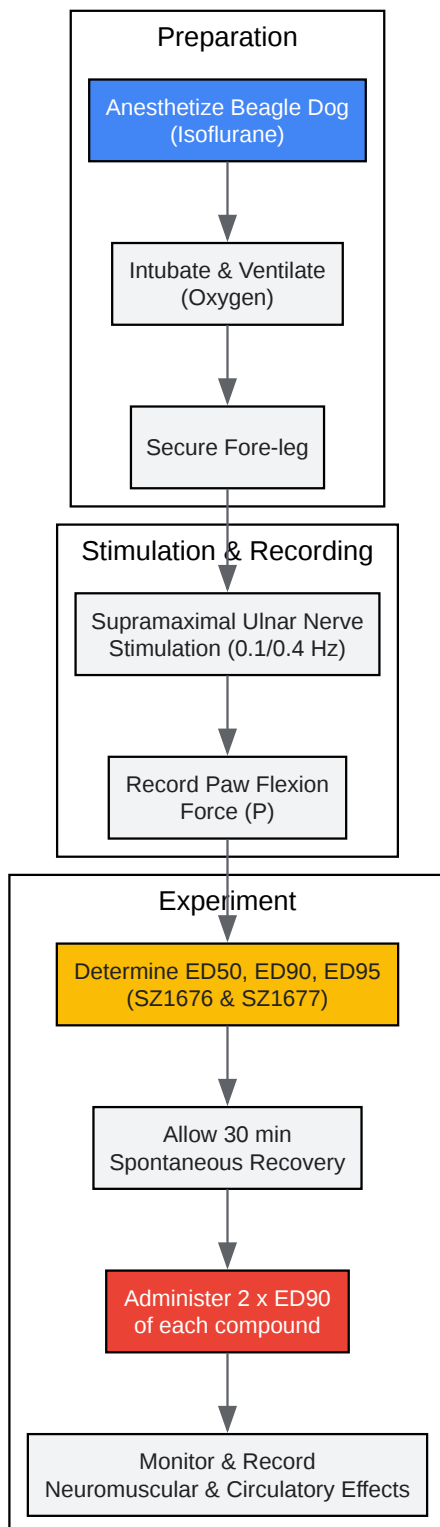 Preparation
Anesthetize Beagle Dog
(Isoflurane)
Intubate & Ventilate
(Oxygen)
Secure Fore-leg
Stimulation & Recording
Supramaximal Ulnar Nerve
Stimulation (0.1/0.4 Hz)
Record Paw Flexion
Force (P)
Experiment
Determine ED50, ED90, ED95
(SZ1676 & SZ1677)
Allow 30 min
Spontaneous Recovery
Administer 2 x ED90
of each compound
Monitor & Record
Neuromuscular & Circulatory Effects